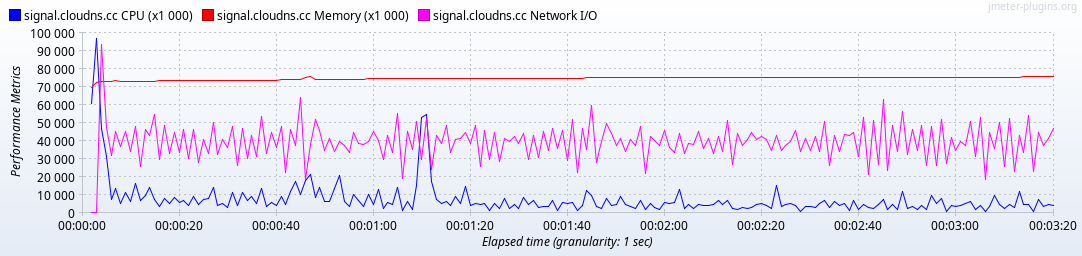 jmeter-plugins.org
signal.cloudns.cc CPU (x1 000) signal.cloudns.cc Memory (x1 000) signal.cloudns.cc Network I/O
100 000
90 000
80 000
70 000
60 000
50 000
40 000
30 000
20 000
10 000
0
Performance Metrics
00:00:00 00:00:20 00:00:40 00:01:00 00:01:20 00:01:40 00:02:00 00:02:20 00:02:40 00:03:00 00:03:20
Elapsed time (granularity: 1 sec)